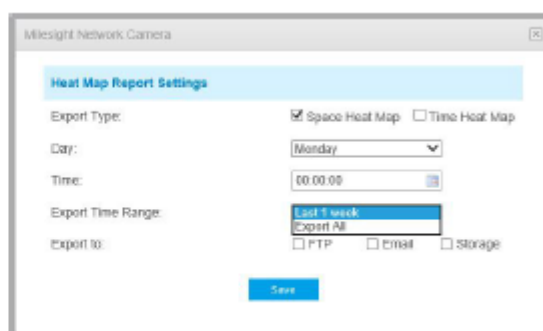 Milesight Network Camera
Heat Map Report Settings
Export Type: Space Heat Map Time Heat Map
Day: Monday
Time: 00:00:00
Export Time Range: Last 1 week
Export All
Export to: FTP Email Storage
Save